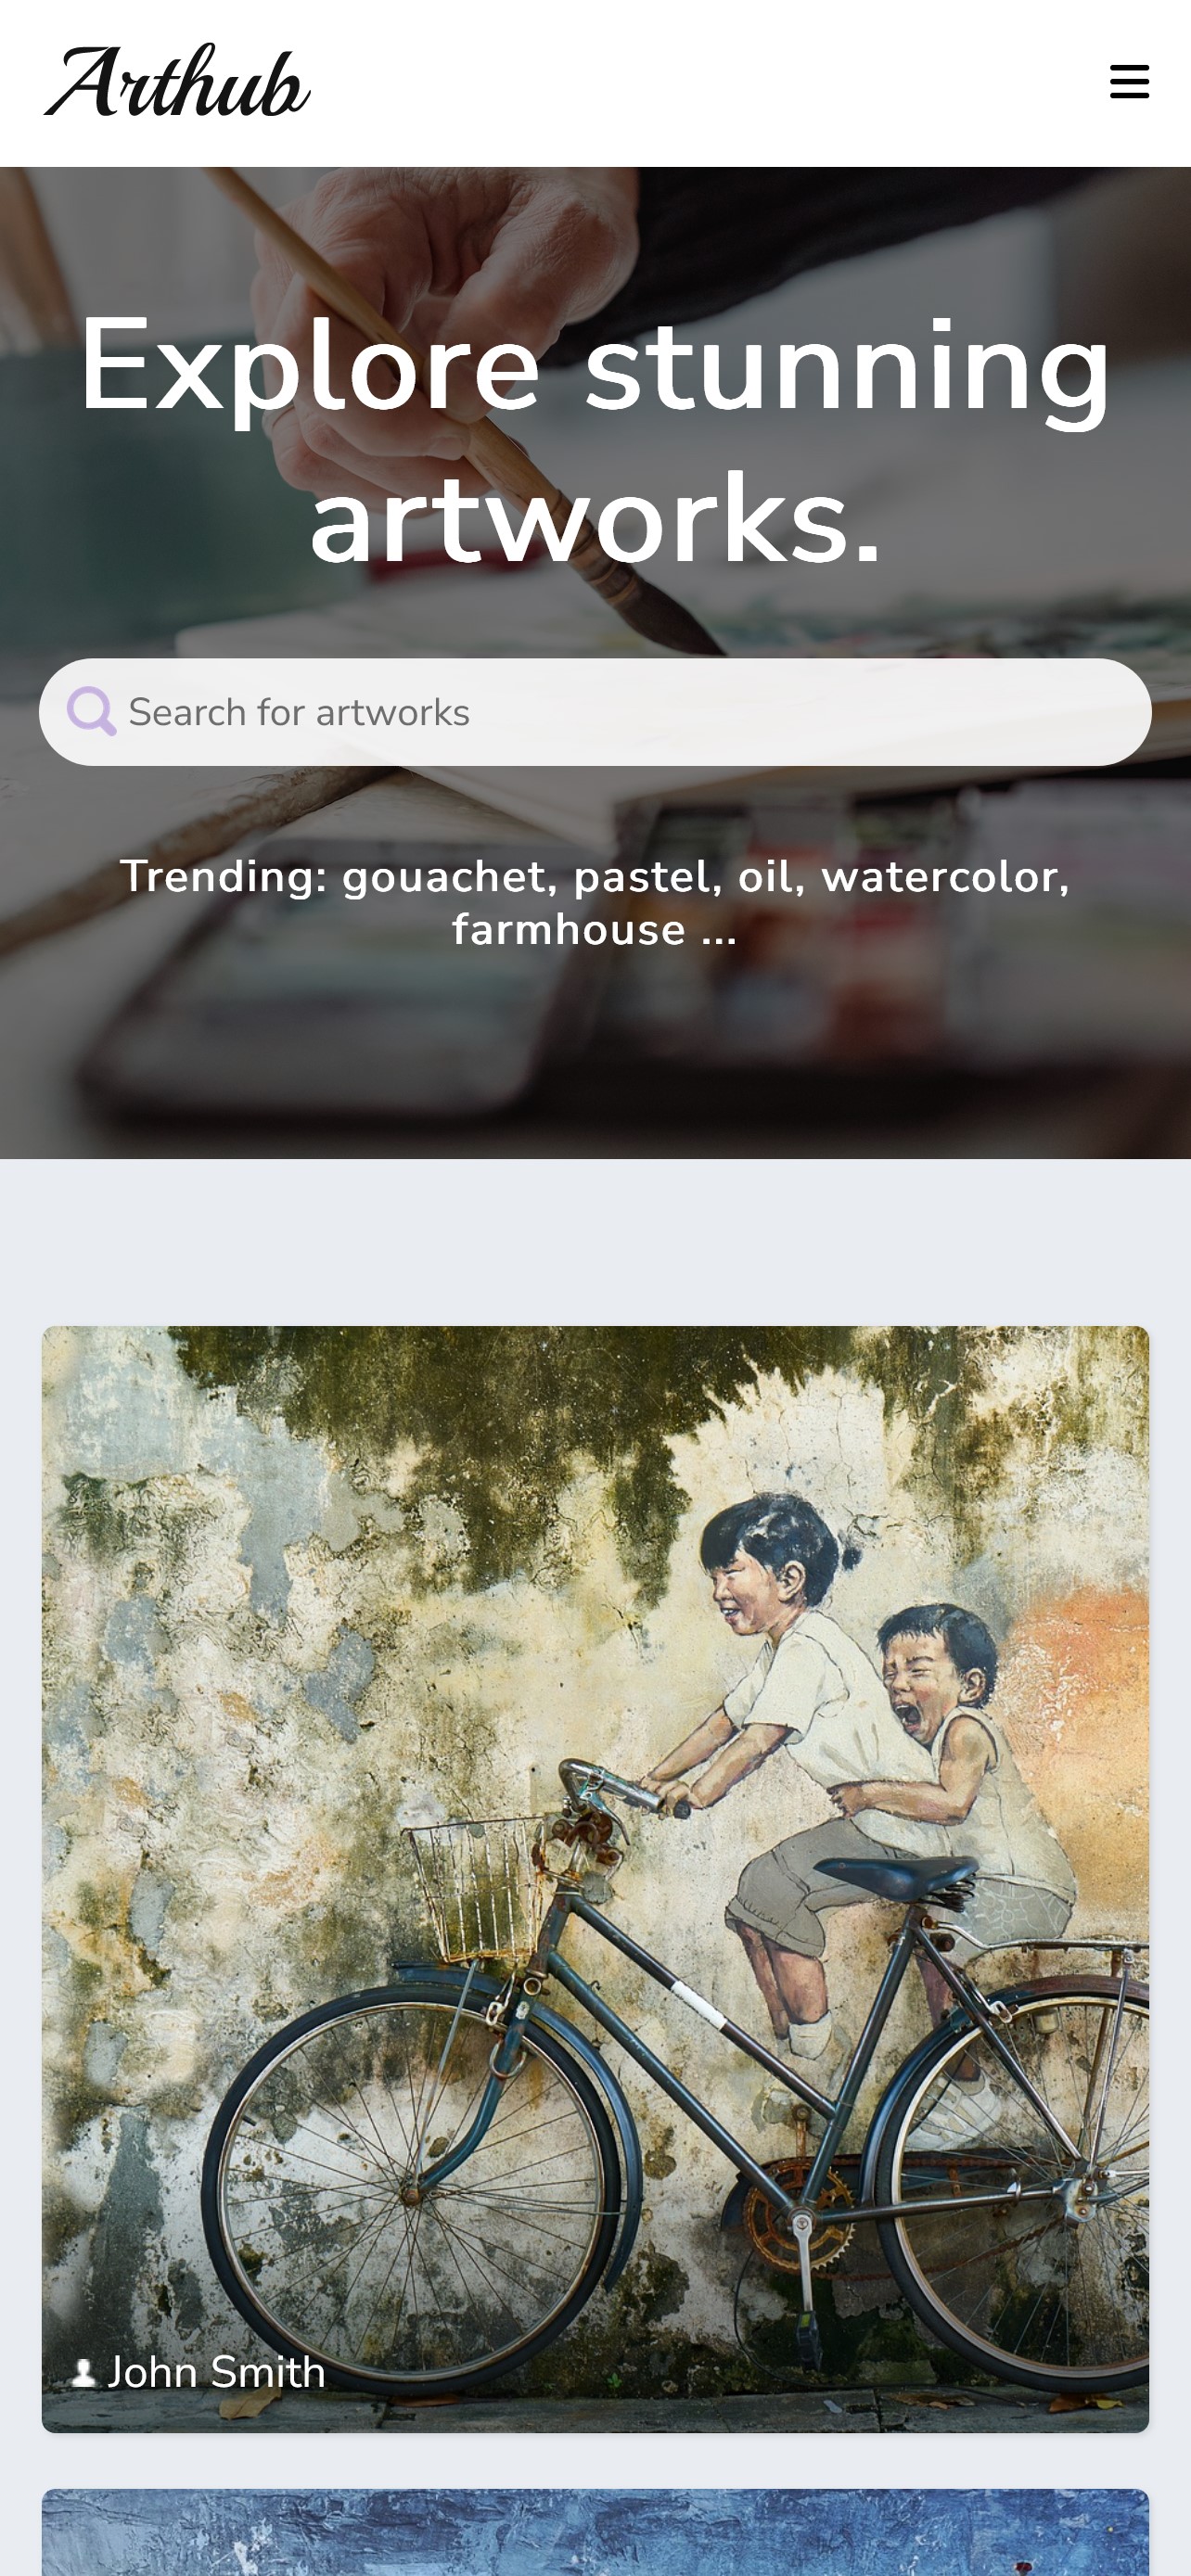 Arthub
Explore stunning
artworks.
Search for artworks
Trending: gouachet, pastel, oil, watercolor,
farmhouse ...
John Smith